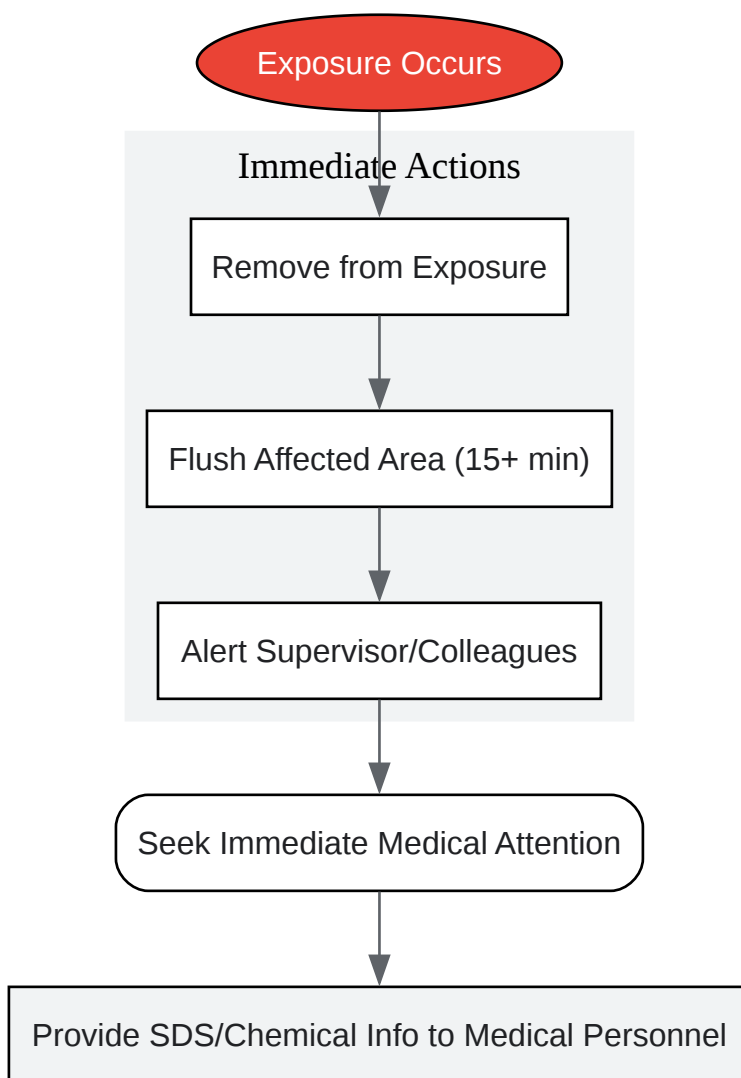 Exposure Occurs
Immediate Actions
Remove from Exposure
Flush Affected Area (15+ min)
Alert Supervisor/Colleagues
Seek Immediate Medical Attention
Provide SDS/Chemical Info to Medical Personnel